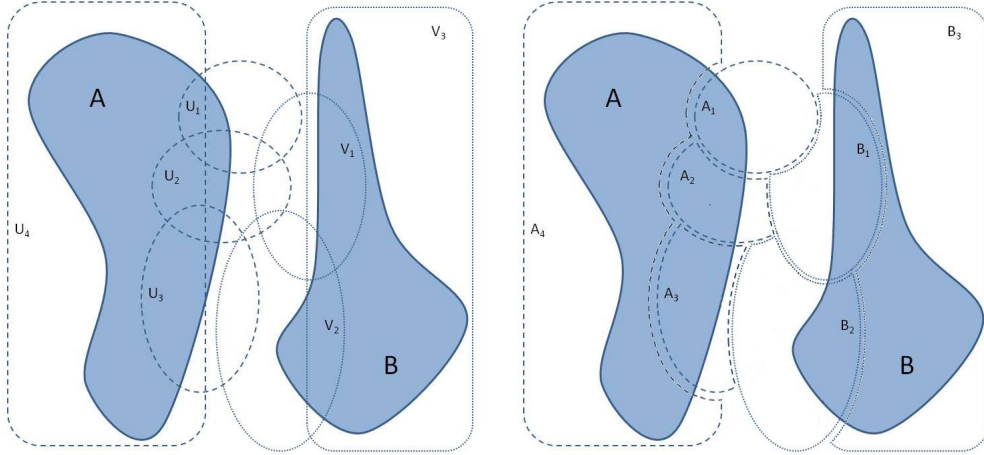 A
U₁
U₂
U₃
U₄
V₁
V₂
V₃
B
A
A₁
A₂
A₃
A₄
B₁
B₂
B₃
B